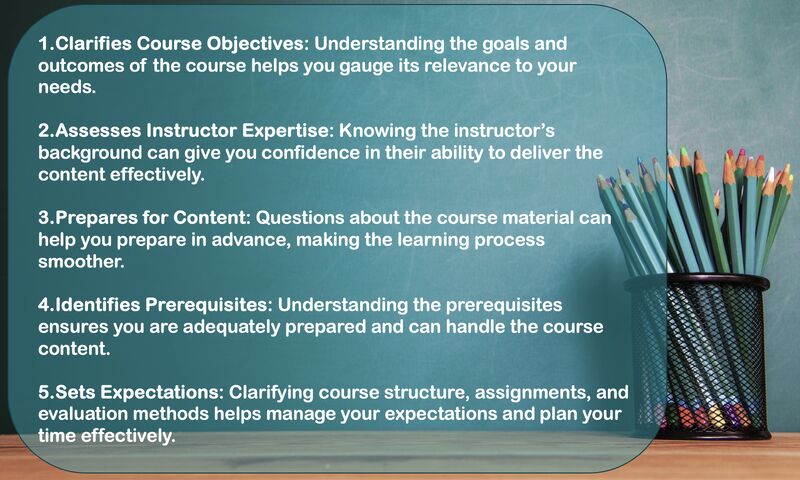 1.Clarifies Course Objectives: Understanding the goals and
outcomes of the course helps you gauge its relevance to your
needs.
2.Assesses Instructor Expertise: Knowing the instructor's
background can give you confidence in their ability to deliver the
content effectively.
3.Prepares for Content: Questions about the course material can
help you prepare in advance, making the learning process
smoother.
4.Identifies Prerequisites: Understanding the prerequisites
ensures you are adequately prepared and can handle the course
content.
5.Sets Expectations: Clarifying course structure, assignments, and
evaluation methods helps manage your expectations and plan your
time effectively.